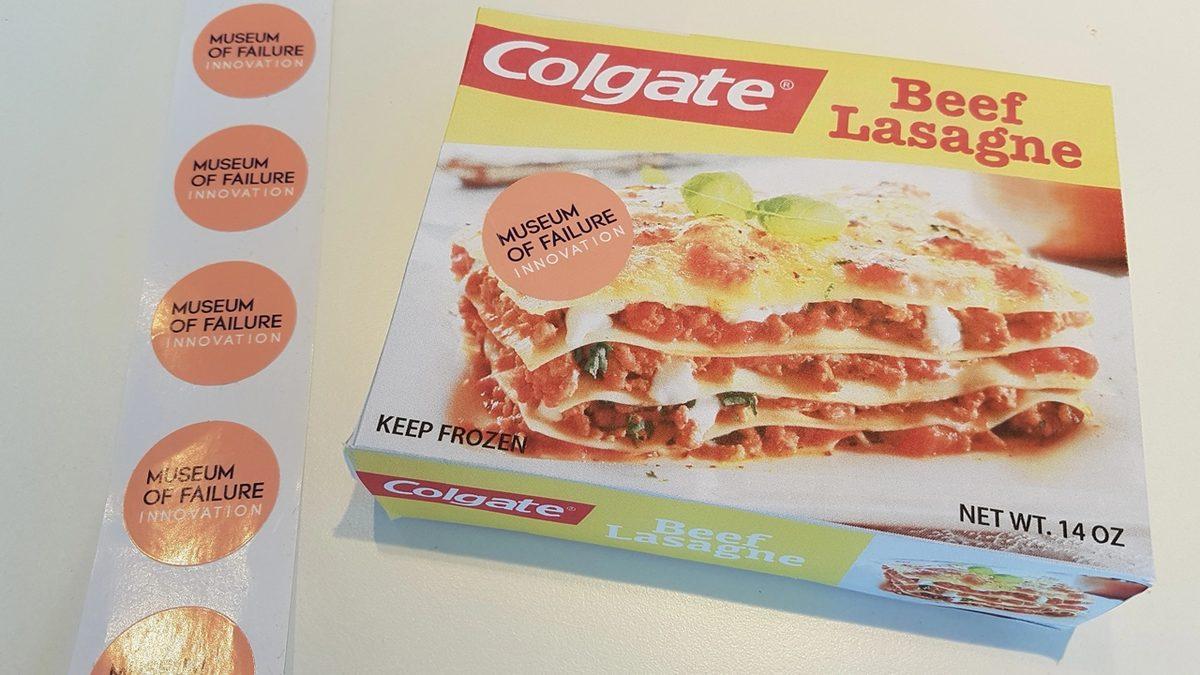 MUSEUM
OF FAILURE
INNOVATION
MUSEUM
OF FAILURE
INNOVATION
MUSEUM
OF FAILURE
INNOVATION
MUSEUM
OF FAILURE
INNOVATION
Colgate®
Beef
Lasagne
MUSEUM
OF FAILURE
INNOVATION
KEEP FROZEN
NET WT. 14 OZ
Colgate®
Beef
Lasagne